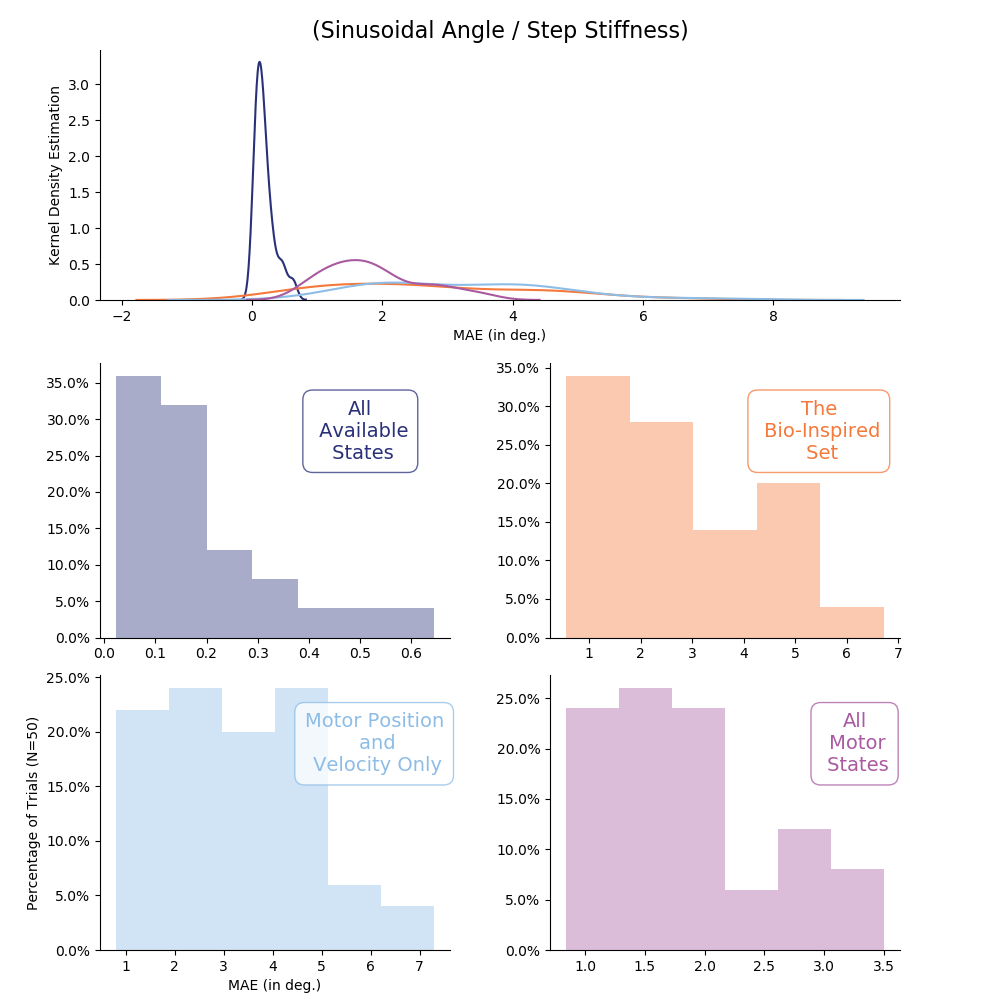 (Sinusoidal Angle / Step Stiffness)
Kernel Density Estimation
3.0
2.5
2.0
1.5
1.0
0.5
0.0
−2 0 2 4 6 8
MAE (in deg.)
35.0%
30.0%
25.0%
20.0%
15.0%
10.0%
5.0%
0.0%
0.0 0.1 0.2 0.3 0.4 0.5 0.6
All
Available
States
35.0%
30.0%
25.0%
20.0%
15.0%
10.0%
5.0%
0.0%
1 2 3 4 5 6 7
The
Bio-Inspired
Set
Percentage of Trials (N=50)
25.0%
20.0%
15.0%
10.0%
5.0%
0.0%
1 2 3 4 5 6 7
MAE (in deg.)
Motor Position
and
Velocity Only
25.0%
20.0%
15.0%
10.0%
5.0%
0.0%
1.0 1.5 2.0 2.5 3.0 3.5
All
Motor
States